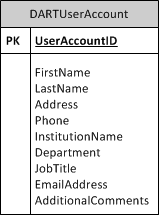 DARTUserAccount
PK UserAccountID
FirstName
LastName
Address
Phone
InstitutionName
Department
JobTitle
EmailAddress
AdditionalComments